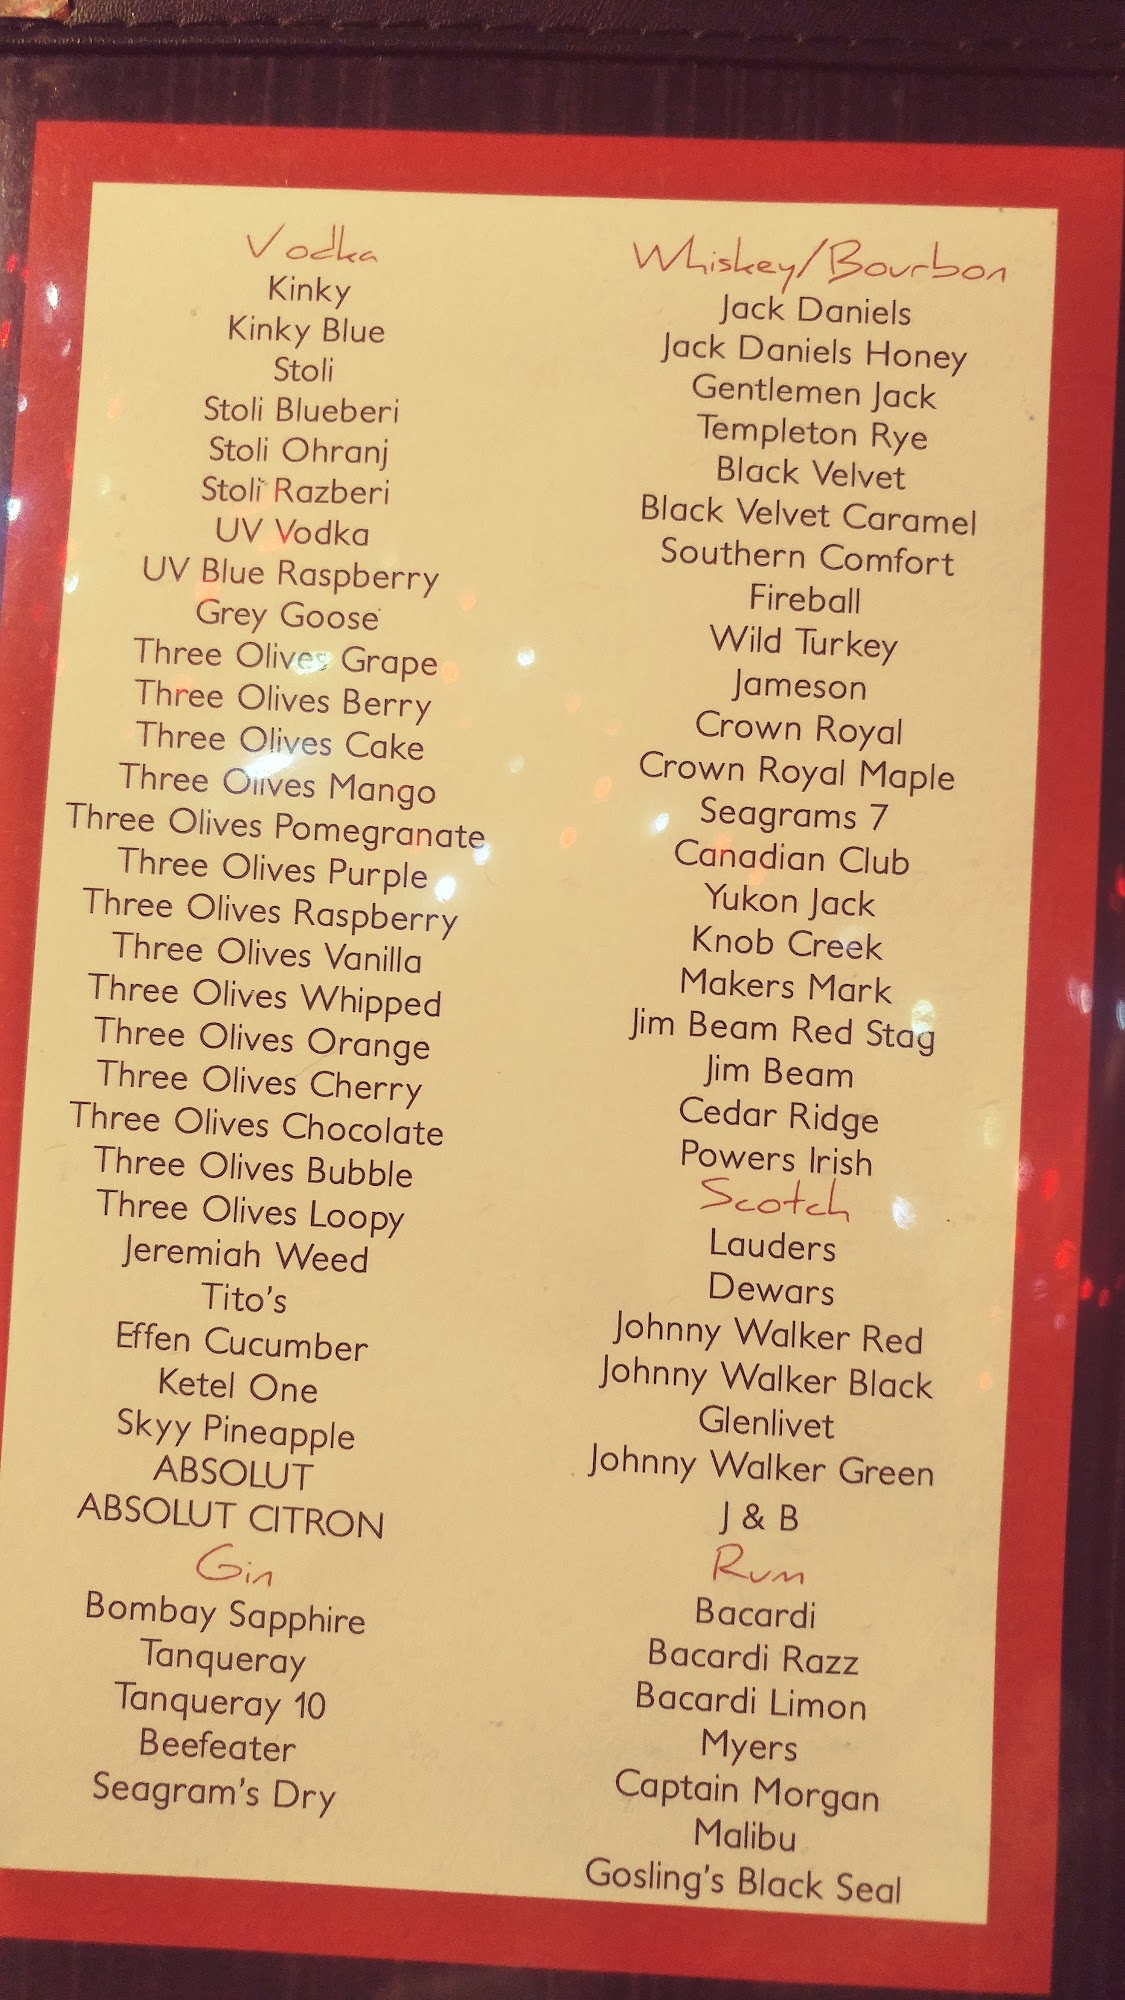 Vodka
Kinky
Kinky Blue
Stoli
Stoli Blueberi
Stoli Ohranj
Stoli Razberi
UV Vodka
UV Blue Raspberry
Grey Goose
Three Olives Grape
Three Olives Berry
Three Olives Cake
Three Olives Mango
Three Olives Pomegranate
Three Olives Purple
Three Olives Raspberry
Three Olives Vanilla
Three Olives Whipped
Three Olives Orange
Three Olives Cherry
Three Olives Chocolate
Three Olives Bubble
Three Olives Loopy
Jeremiah Weed
Tito's
Effen Cucumber
Ketel One
Skyy Pineapple
ABSOLUT
ABSOLUT CITRON
Gin
Bombay Sapphire
Tanqueray
Tanqueray 10
Beefeater
Seagram's Dry
Whiskey/Bourbon
Jack Daniels
Jack Daniels Honey
Gentlemen Jack
Templeton Rye
Black Velvet
Black Velvet Caramel
Southern Comfort
Fireball
Wild Turkey
Jameson
Crown Royal
Crown Royal Maple
Seagrams 7
Canadian Club
Yukon Jack
Knob Creek
Makers Mark
Jim Beam Red Stag
Jim Beam
Cedar Ridge
Powers Irish
Scotch
Lauders
Dewars
Johnny Walker Red
Johnny Walker Black
Glenlivet
Johnny Walker Green
J & B
Rum
Bacardi
Bacardi Razz
Bacardi Limon
Myers
Captain Morgan
Malibu
Gosling's Black Seal